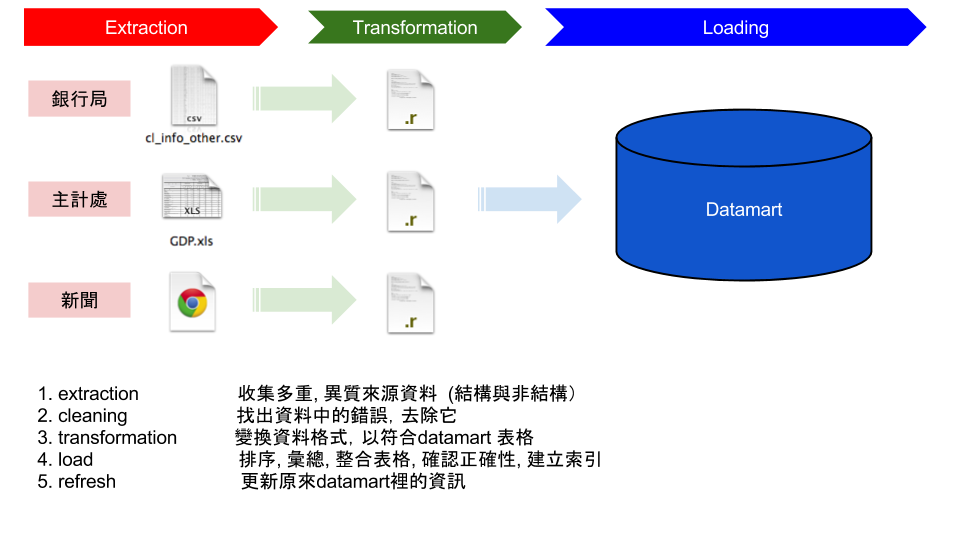 Extraction
Transformation
Loading
銀行局
CSV
cl_info_other.csv
.r
主計處
XLS
GDP.xls
.r
Datamart
新聞
.r
1. extraction 收集多重, 異質來源資料 (結構與非結構)
2. cleaning 找出資料中的錯誤, 去除它
3. transformation 變換資料格式, 以符合datamart 表格
4. load 排序, 彙總, 整合表格, 確認正確性, 建立索引
5. refresh 更新原來datamart裡的資訊